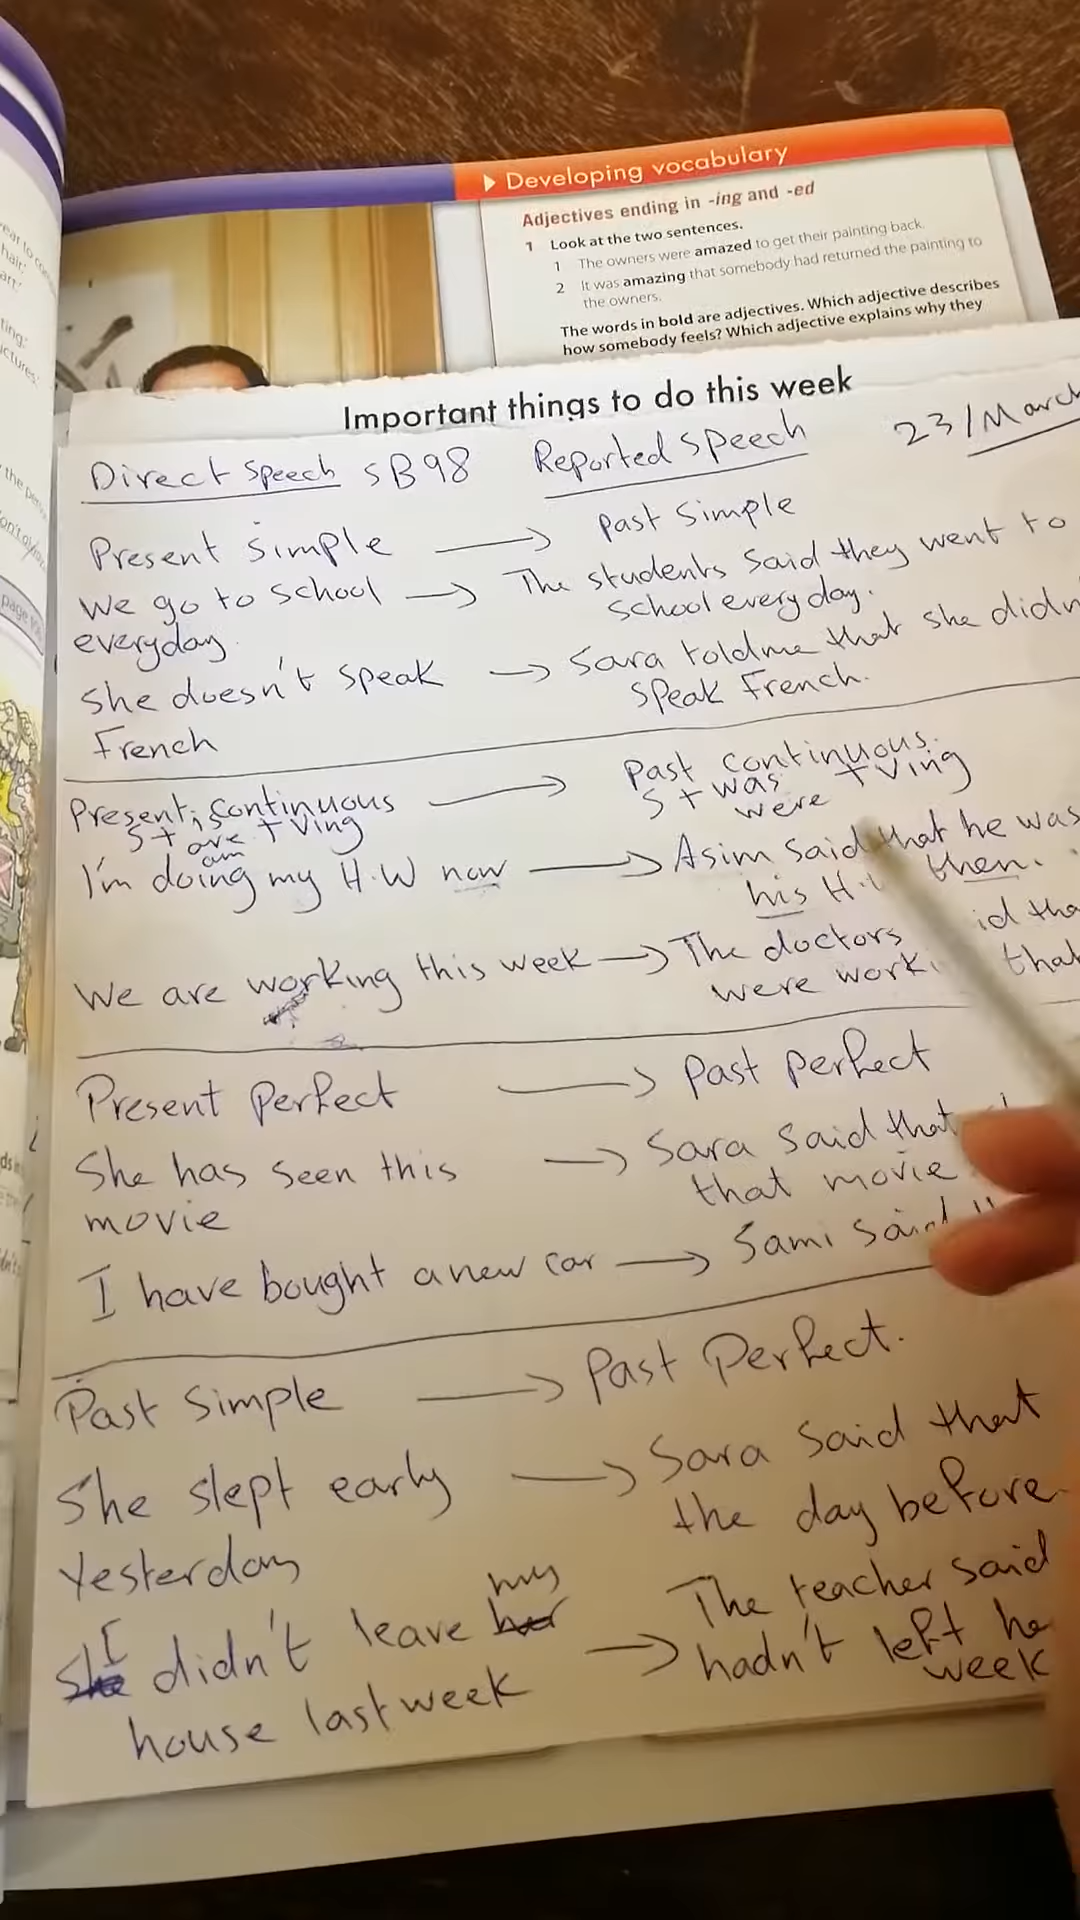 Developing vocabulary
Adjectives ending in -ing and -ed
1 Look at the two sentences.
1 The owners were amazed to get their painting back.
2 It was amazing that somebody had returned the painting to
the owners.
The words in bold are adjectives. Which adjective describes
how somebody feels? Which adjective explains why they
Important things to do this week
23/March
Direct Speech SB98 Reported Speech
Present Simple → Past Simple
We go to School → The students said they went to
everyday. School everyday.
She doesn't speak → Sara told me that she didn
French speak French.
Present continuous → Past continuous.
S + is + Ving S + was + Ving
are were
am
I'm doing my H.W now → Asim said that he was
his H. then.
We are working this week → The doctors
were work that
Present Perfect → Past perfect
She has seen this → Sara said that
movie that movie
I have bought a new car → Sami said
Past Simple → Past Perfect.
She slept early → Sara said that
Yesterday the day before.
my
I didn't leave her → The teacher said
house last week hadn't left he
week